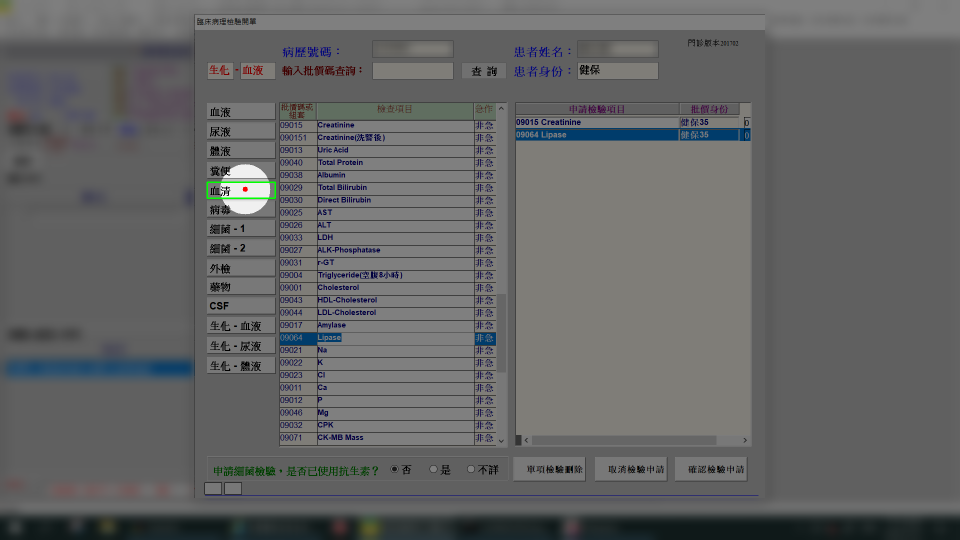 臨床病理檢驗開單
病歷號碼：
患者姓名：
門診版本201702
生化 - 血液
輸入批價碼查詢：
查 詢
患者身份：
健保
血液
尿液
體液
糞便
血清
病毒
細菌 - 1
細菌 - 2
外檢
藥物
CSF
生化 - 血液
生化 - 尿液
生化 - 體液
批價碼或組套 檢查項目 急作
09015 Creatinine 非急
090151 Creatinine(洗腎後) 非急
09013 Uric Acid 非急
09040 Total Protein 非急
09038 Albumin 非急
09029 Total Bilirubin 非急
09030 Direct Bilirubin 非急
09025 AST 非急
09026 ALT 非急
09033 LDH 非急
09027 ALK-Phosphatase 非急
09031 r-GT 非急
09004 Triglyceride(空腹8小時) 非急
09001 Cholesterol 非急
09043 HDL-Cholesterol 非急
09044 LDL-Cholesterol 非急
09017 Amylase 非急
09064 Lipase 非急
09021 Na 非急
09022 K 非急
09023 Cl 非急
09011 Ca 非急
09012 P 非急
09046 Mg 非急
09032 CPK 非急
09071 CK-MB Mass 非急
申請檢驗項目 批價身份
09015 Creatinine 健保35 0
09064 Lipase 健保35 0
申請細菌檢驗，是否已使用抗生素？ 否 是 不詳
單項檢驗刪除
取消檢驗申請
確認檢驗申請